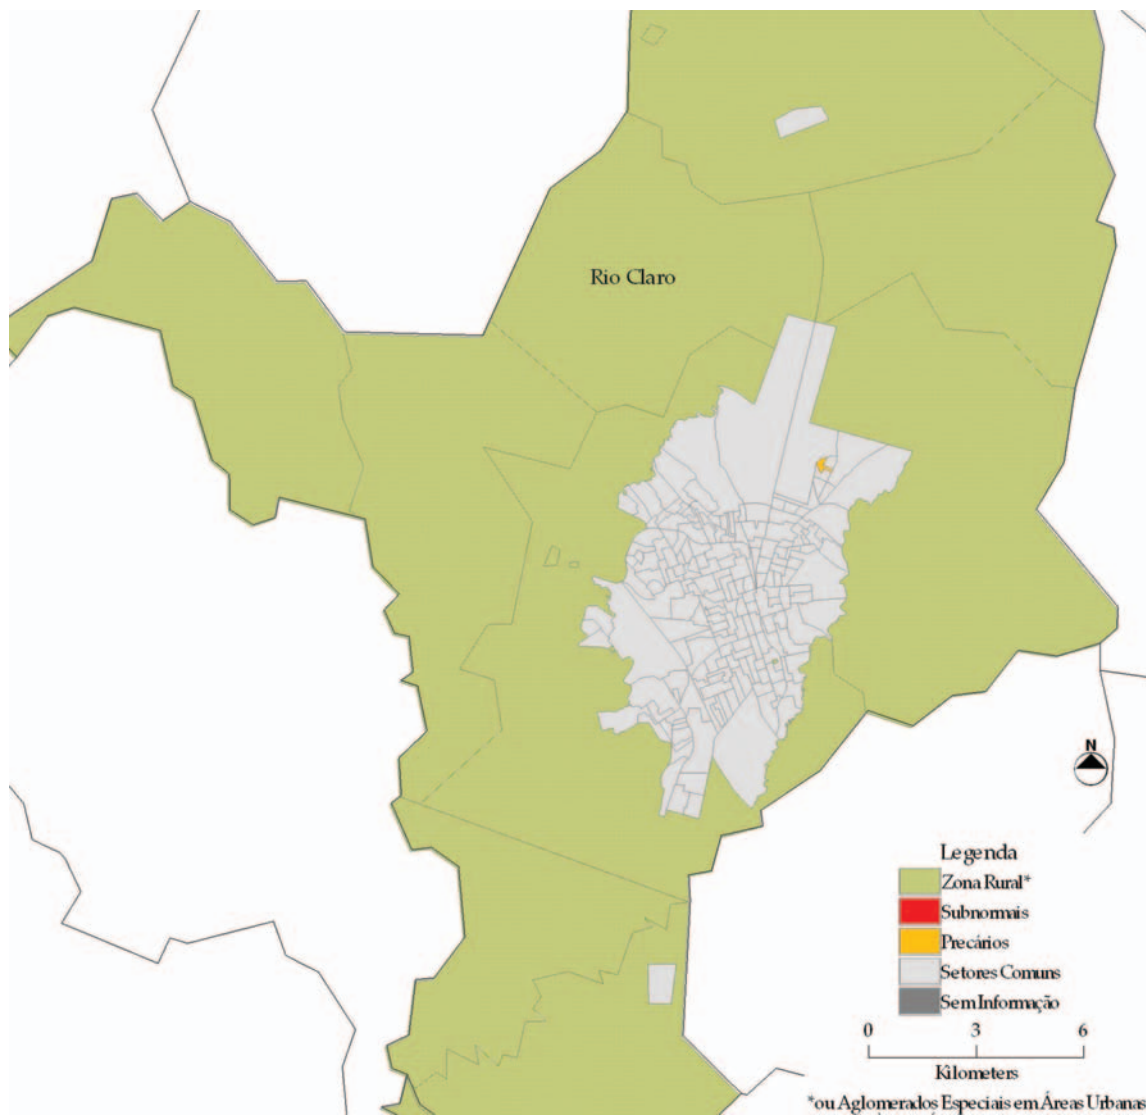 Rio Claro
N
Legenda
Zona Rural*
Subnormais
Precários
Setores Comuns
Sem Informação
0 3 6
Kilometers
*ou Aglomerados Especiais em Áreas Urbanas